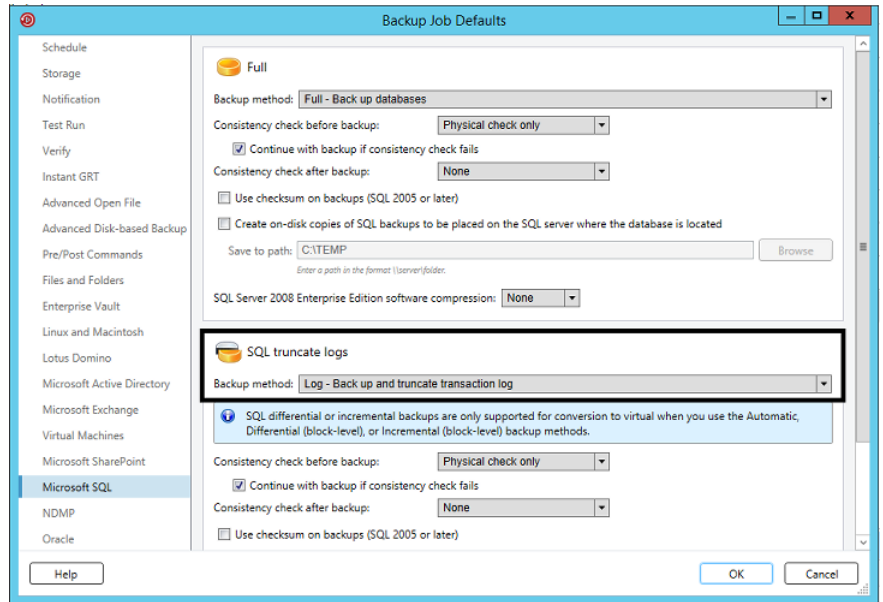 Backup Job Defaults
Schedule
Storage
Notification
Test Run
Verify
Instant GRT
Advanced Open File
Advanced Disk-based Backup
Pre/Post Commands
Files and Folders
Enterprise Vault
Linux and Macintosh
Lotus Domino
Microsoft Active Directory
Microsoft Exchange
Virtual Machines
Microsoft SharePoint
Microsoft SQL
NDMP
Oracle
Full
Backup method: Full - Back up databases
Consistency check before backup: Physical check only
Continue with backup if consistency check fails
Consistency check after backup: None
Use checksum on backups (SQL 2005 or later)
Create on-disk copies of SQL backups to be placed on the SQL server where the database is located
Save to path: C:\TEMP Browse
Enter a path in the format \\server\folder.
SQL Server 2008 Enterprise Edition software compression: None
SQL truncate logs
Backup method: Log - Back up and truncate transaction log
SQL differential or incremental backups are only supported for conversion to virtual when you use the Automatic,
Differential (block-level), or Incremental (block-level) backup methods.
Consistency check before backup: Physical check only
Continue with backup if consistency check fails
Consistency check after backup: None
Use checksum on backups (SQL 2005 or later)
Help OK Cancel